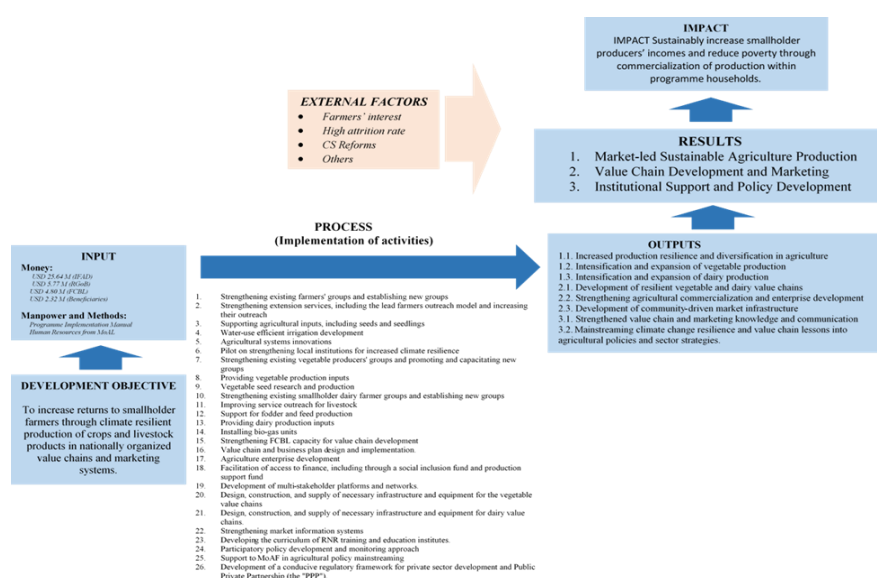 IMPACT
IMPACT Sustainably increase smallholder
producers' incomes and reduce poverty through
commercialization of production within
programme households.
EXTERNAL FACTORS
• Farmers' interest
• High attrition rate
• CS Reforms
• Others
RESULTS
1. Market-led Sustainable Agriculture Production
2. Value Chain Development and Marketing
3. Institutional Support and Policy Development
PROCESS
(Implementation of activities)
INPUT
Money:
USD 25.64 M (IFAD)
USD 5.77 M (RGoB)
USD 4.80 M (FCBL)
USD 2.32 M (Beneficiaries)
Manpower and Methods:
Programme Implementation Manual
Human Resources from MoAL
OUTPUTS
1.1. Increased production resilience and diversification in agriculture
1.2. Intensification and expansion of vegetable production
1.3. Intensification and expansion of dairy production
2.1. Development of resilient vegetable and dairy value chains
2.2. Strengthening agricultural commercialization and enterprise development
2.3. Development of community-driven market infrastructure
3.1. Strengthened value chain and marketing knowledge and communication
3.2. Mainstreaming climate change resilience and value chain lessons into
agricultural policies and sector strategies.
DEVELOPMENT OBJECTIVE
To increase returns to smallholder
farmers through climate resilient
production of crops and livestock
products in nationally organized
value chains and marketing
systems.
1. Strengthening existing farmers' groups and establishing new groups
2. Strengthening extension services, including the lead farmers outreach model and increasing
their outreach
3. Supporting agricultural inputs, including seeds and seedlings
4. Water-use efficient irrigation development
5. Agricultural systems innovations
6. Pilot on strengthening local institutions for increased climate resilience
7. Strengthening existing vegetable producers' groups and promoting and capacitating new
groups
8. Providing vegetable production inputs
9. Vegetable seed research and production
10. Strengthening existing smallholder dairy farmer groups and establishing new groups
11. Improving service outreach for livestock
12. Support for fodder and feed production
13. Providing dairy production inputs
14. Installing bio-gas units
15. Strengthening FCBL capacity for value chain development
16. Value chain and business plan design and implementation.
17. Agriculture enterprise development
18. Facilitation of access to finance, including through a social inclusion fund and production
support fund
19. Development of multi-stakeholder platforms and networks.
20. Design, construction, and supply of necessary infrastructure and equipment for the vegetable
value chains
21. Design, construction, and supply of necessary infrastructure and equipment for dairy value
chains.
22. Strengthening market information systems
23. Developing the curriculum of RNR training and education institutes.
24. Participatory policy development and monitoring approach
25. Support to MoAF in agricultural policy mainstreaming
26. Development of a conducive regulatory framework for private sector development and Public
Private Partnership (the "PPP").